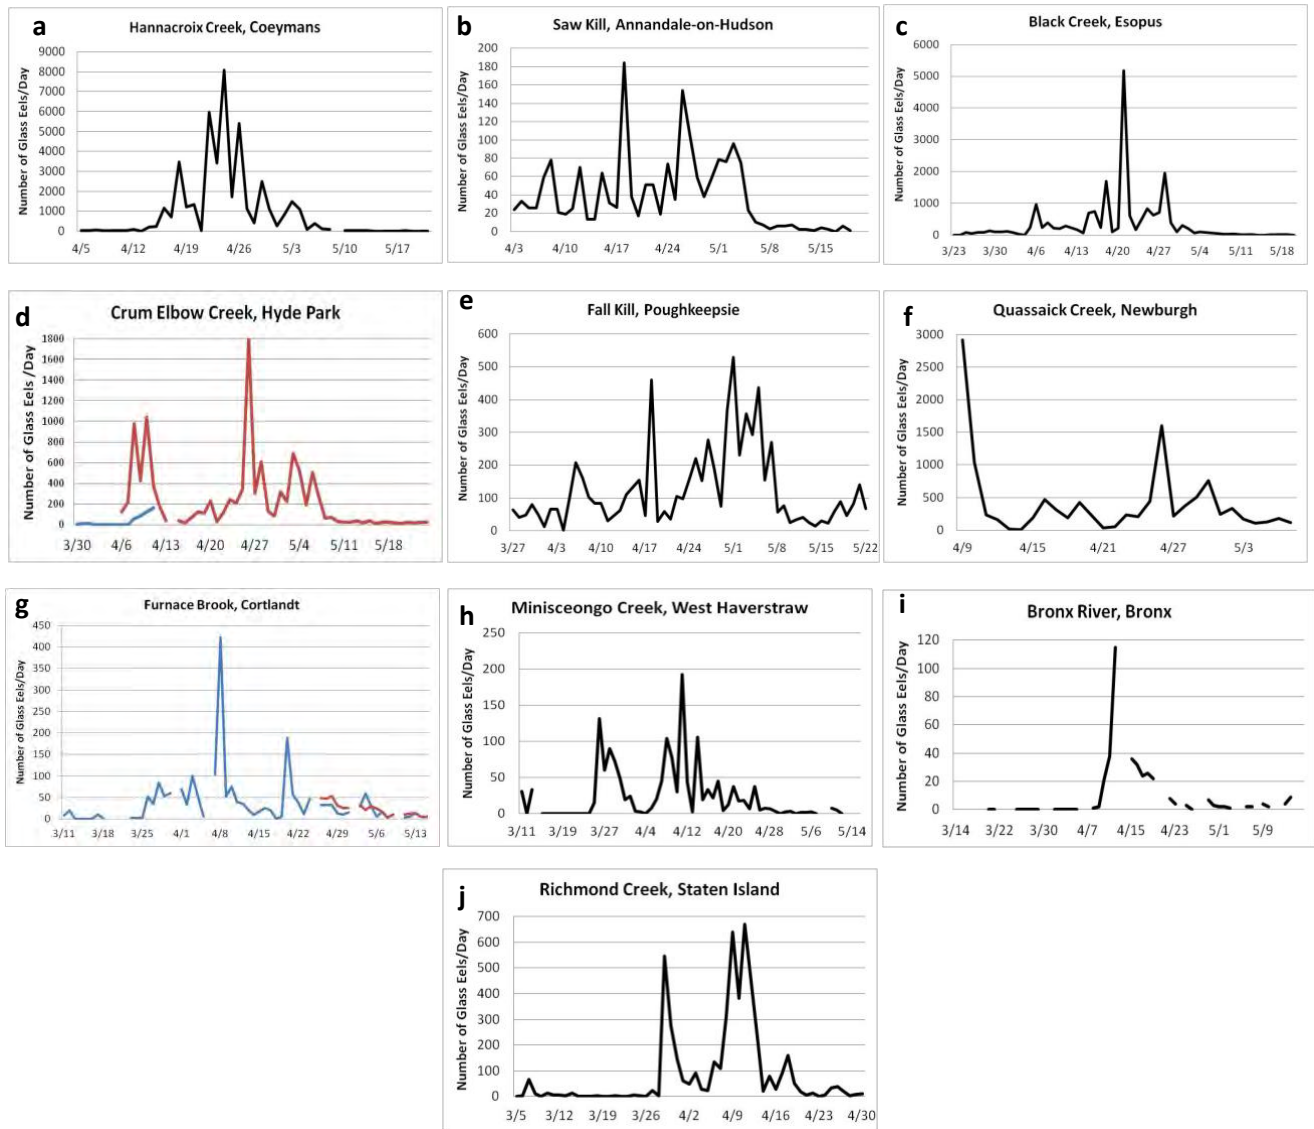 a
Hannacroix Creek, Coeymans
Number of Glass Eels/Day
9000
8000
7000
6000
5000
4000
3000
2000
1000
0
4/5 4/12 4/19 4/26 5/3 5/10 5/17
b
Saw Kill, Annandale-on-Hudson
Number of Glass Eels/Day
200
180
160
140
120
100
80
60
40
20
0
4/3 4/10 4/17 4/24 5/1 5/8 5/15
c
Black Creek, Esopus
Number of Glass Eels/Day
6000
5000
4000
3000
2000
1000
0
3/23 3/30 4/6 4/13 4/20 4/27 5/4 5/11 5/18
d
Crum Elbow Creek, Hyde Park
Number of Glass Eels /Day
1800
1600
1400
1200
1000
800
600
400
200
0
3/30 4/6 4/13 4/20 4/27 5/4 5/11 5/18
e
Fall Kill, Poughkeepsie
Number of Glass Eels/Day
600
500
400
300
200
100
0
3/27 4/3 4/10 4/17 4/24 5/1 5/8 5/15 5/22
f
Quassaick Creek, Newburgh
Number of Glass Eels/Day
3000
2500
2000
1500
1000
500
0
4/9 4/15 4/21 4/27 5/3
g
Furnace Brook, Cortlandt
Number of Glass Eels/Day
450
400
350
300
250
200
150
100
50
0
3/11 3/18 3/25 4/1 4/8 4/15 4/22 4/29 5/6 5/13
h
Minisceongo Creek, West Haverstraw
Number of Glass Eels/Day
250
200
150
100
50
0
3/11 3/19 3/27 4/4 4/12 4/20 4/28 5/6 5/14
i
Bronx River, Bronx
Number of Glass Eels/Day
120
100
80
60
40
20
0
3/14 3/22 3/30 4/7 4/15 4/23 5/1 5/9
j
Richmond Creek, Staten Island
Number of Glass Eels/Day
700
600
500
400
300
200
100
0
3/5 3/12 3/19 3/26 4/2 4/9 4/16 4/23 4/30